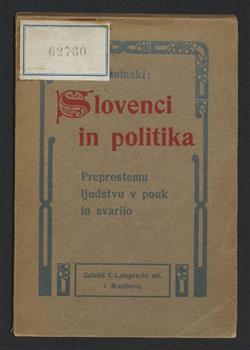 62760
minski:
Slovenci
in politika
Preprostemu
ljudstvu v pouk
in svarilo
Založil I. Lamprecht ml.
v Mariboru.